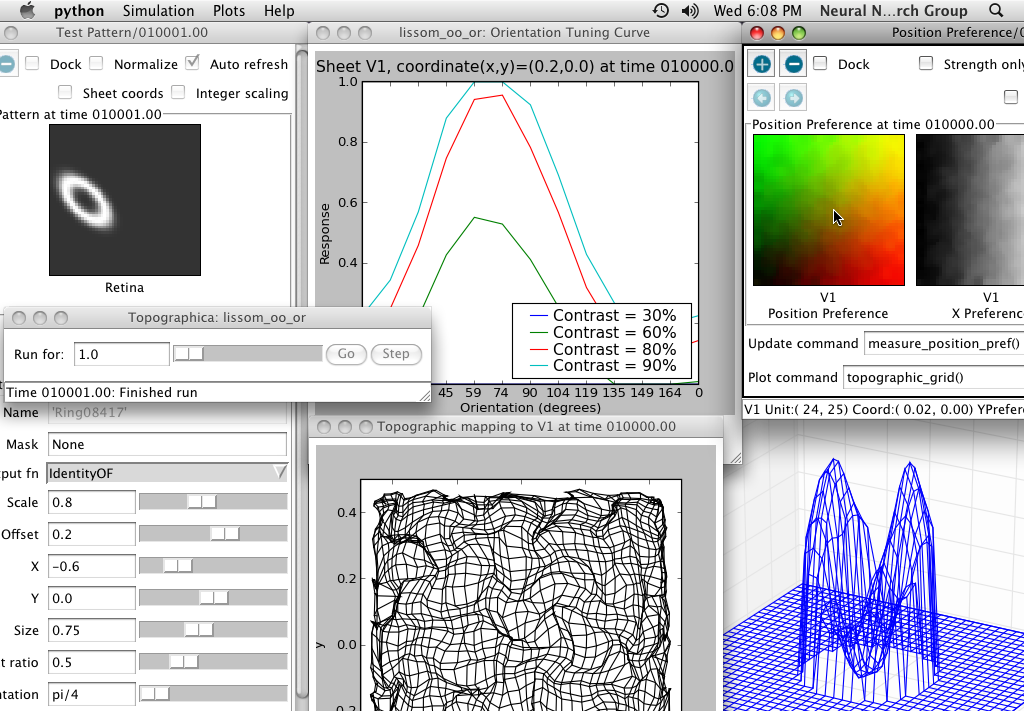 python Simulation Plots Help Wed 6:08 PM Neural N...rch Group
Test Pattern/010001.00
Dock Normalize Auto refresh
Sheet coords Integer scaling
Pattern at time 010001.00
Retina
lissom_oo_or: Orientation Tuning Curve
Sheet V1, coordinate(x,y)=(0.2,0.0) at time 010000.0
1.0
0.8
0.6
0.4
Response
Contrast = 30%
Contrast = 60%
Contrast = 80%
Contrast = 90%
45 59 74 90 104 119 135 149 164 0
Orientation (degrees)
Position Preference/0
Dock Strength only
Position Preference at time 010000.00
V1
Position Preference
V1
X Preferenc
Update command measure_position_pref()
Plot command topographic_grid()
V1 Unit:( 24, 25) Coord:( 0.02, 0.00) YPrefere
Topographica: lissom_oo_or
Run for: 1.0 Go Step
Time 010001.00: Finished run
Name 'Ring08417'
Mask None
put fn IdentityOF
Scale 0.8
Offset 0.2
X -0.6
Y 0.0
Size 0.75
t ratio 0.5
ntation pi/4
Topographic mapping to V1 at time 010000.00
0.4
0.2
0.0
0.2
y